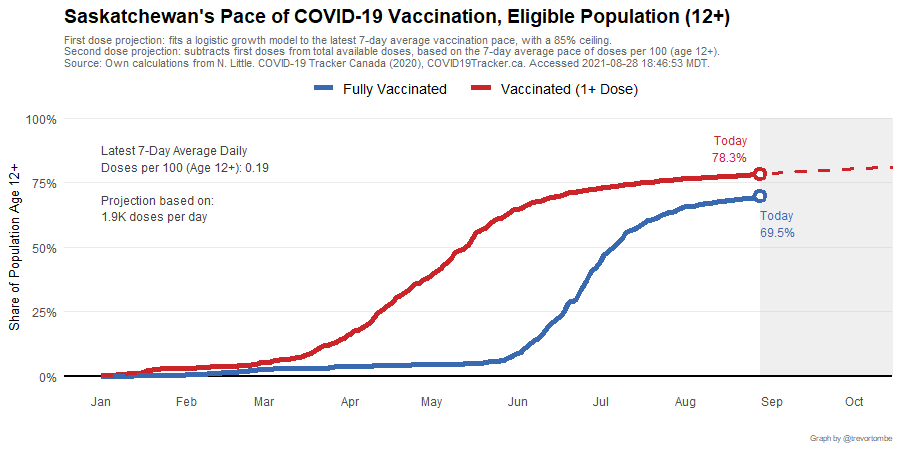 Saskatchewan's Pace of COVID-19 Vaccination, Eligible Population (12+)
First dose projection: fits a logistic growth model to the latest 7-day average vaccination pace, with a 85% ceiling.
Second dose projection: subtracts first doses from total available doses, based on the 7-day average pace of doses per 100 (age 12+).
Source: Own calculations from N. Little. COVID-19 Tracker Canada (2020), COVID19Tracker.ca. Accessed 2021-08-28 18:46:53 MDT.
Fully Vaccinated Vaccinated (1+ Dose)
Share of Population Age 12+
100%
75%
50%
25%
0%
Latest 7-Day Average Daily
Doses per 100 (Age 12+): 0.19
Projection based on:
1.9K doses per day
Today
78.3%
Today
69.5%
Jan Feb Mar Apr May Jun Jul Aug Sep Oct
Graph by @trevortombe